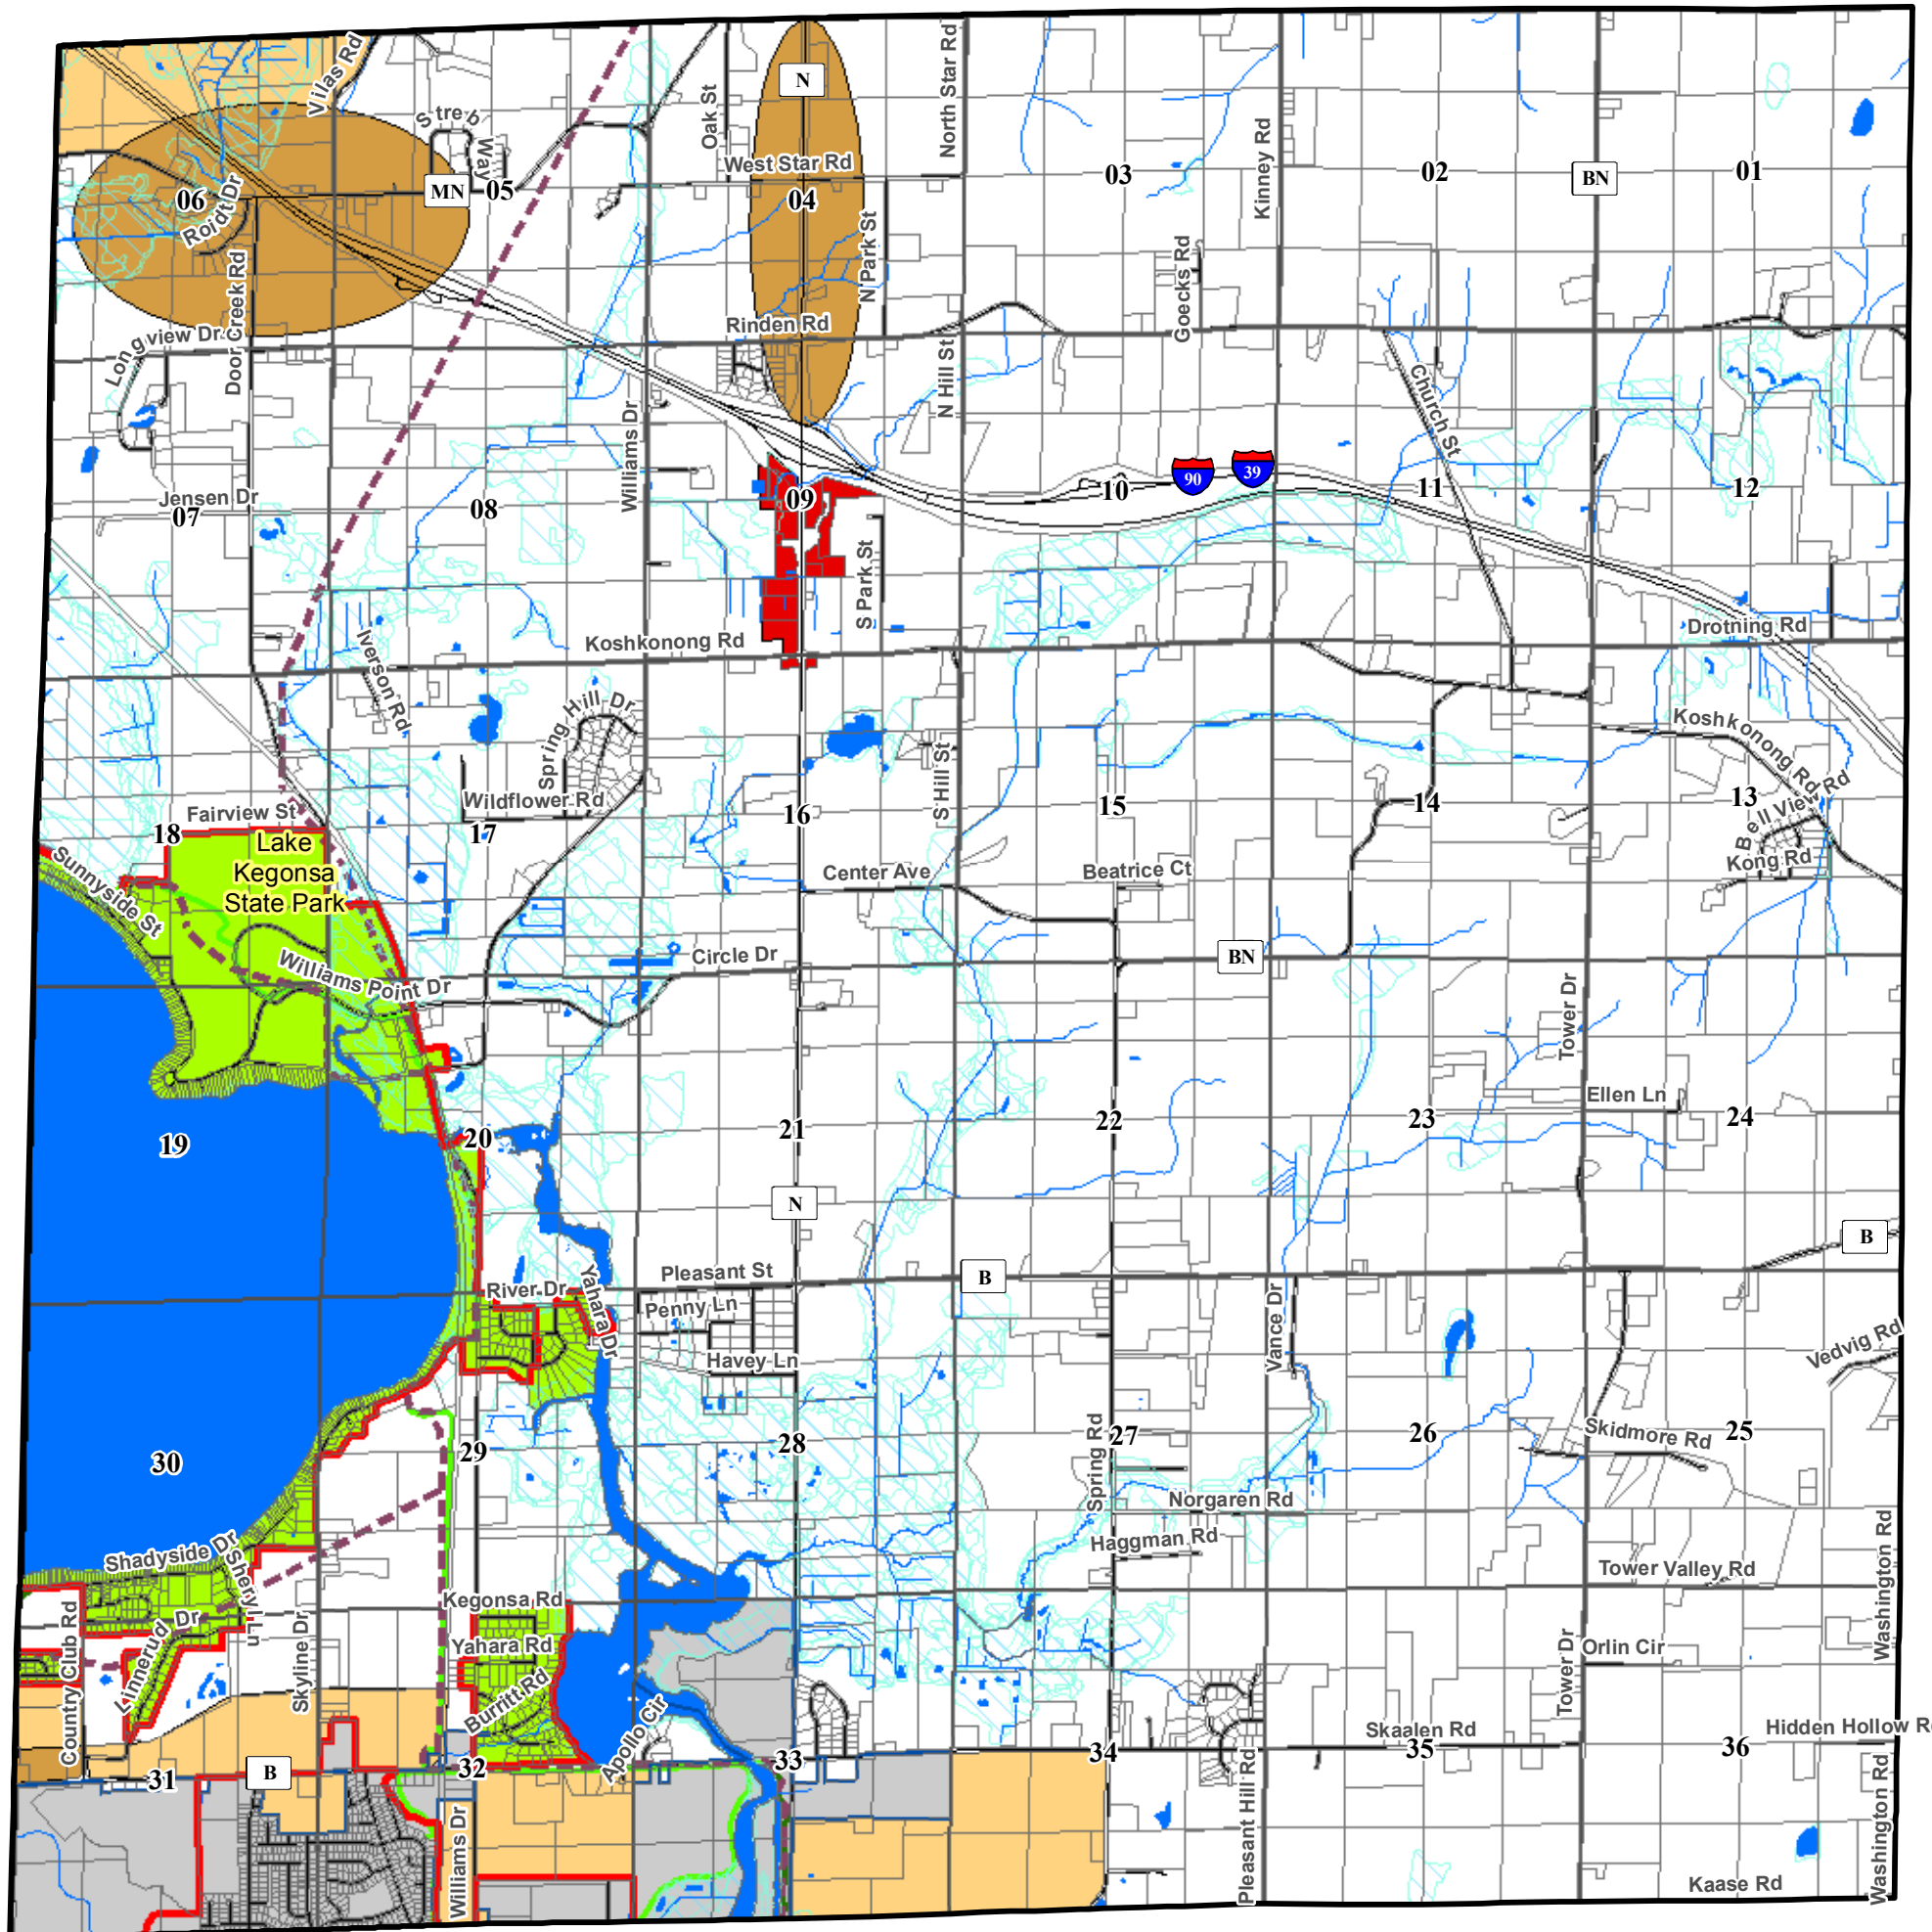 Vilas Rd
Streb Way
Oak St
N
North Star Rd
West Star Rd
Kinney Rd
03
02
BN
01
06
Roidt Dr
MN
05
04
N Park St
Goecks Rd
Door Creek Rd
Longview Dr
Rinden Rd
N Hill St
Church St
Williams Dr
Jensen Dr
07
08
09
10
90
39
11
12
S Park St
Koshkonong Rd
Drotning Rd
Iverson Rd
Spring Hill Dr
S Hill St
Koshkonong Rd
Bell View Rd
Kong Rd
Wildflower Rd
Fairview St
18
17
16
15
14
13
Lake
Kegonsa
State Park
Sunnyside St
Center Ave
Beatrice Ct
Williams Point Dr
Circle Dr
BN
Tower Dr
Ellen Ln
19
20
21
22
23
24
N
B
Pleasant St
B
River Dr
Yahara Dr
Penny Ln
Havey Ln
Vance Dr
Vedvig Rd
30
29
28
Spring Rd
27
26
Skidmore Rd
25
Norgaren Rd
Haggman Rd
Tower Valley Rd
Washington Rd
Shadyside Dr
Sheryl Ln
Kegonsa Rd
Yahara Rd
Burritt Rd
Country Club Rd
Linnerud Dr
Skyline Dr
Apollo Cir
Tower Dr
Orlin Cir
Skaalen Rd
Hidden Hollow R
31
B
32
33
34
35
36
Williams Dr
Pleasant Hill Rd
Kaase Rd
Washington Rd